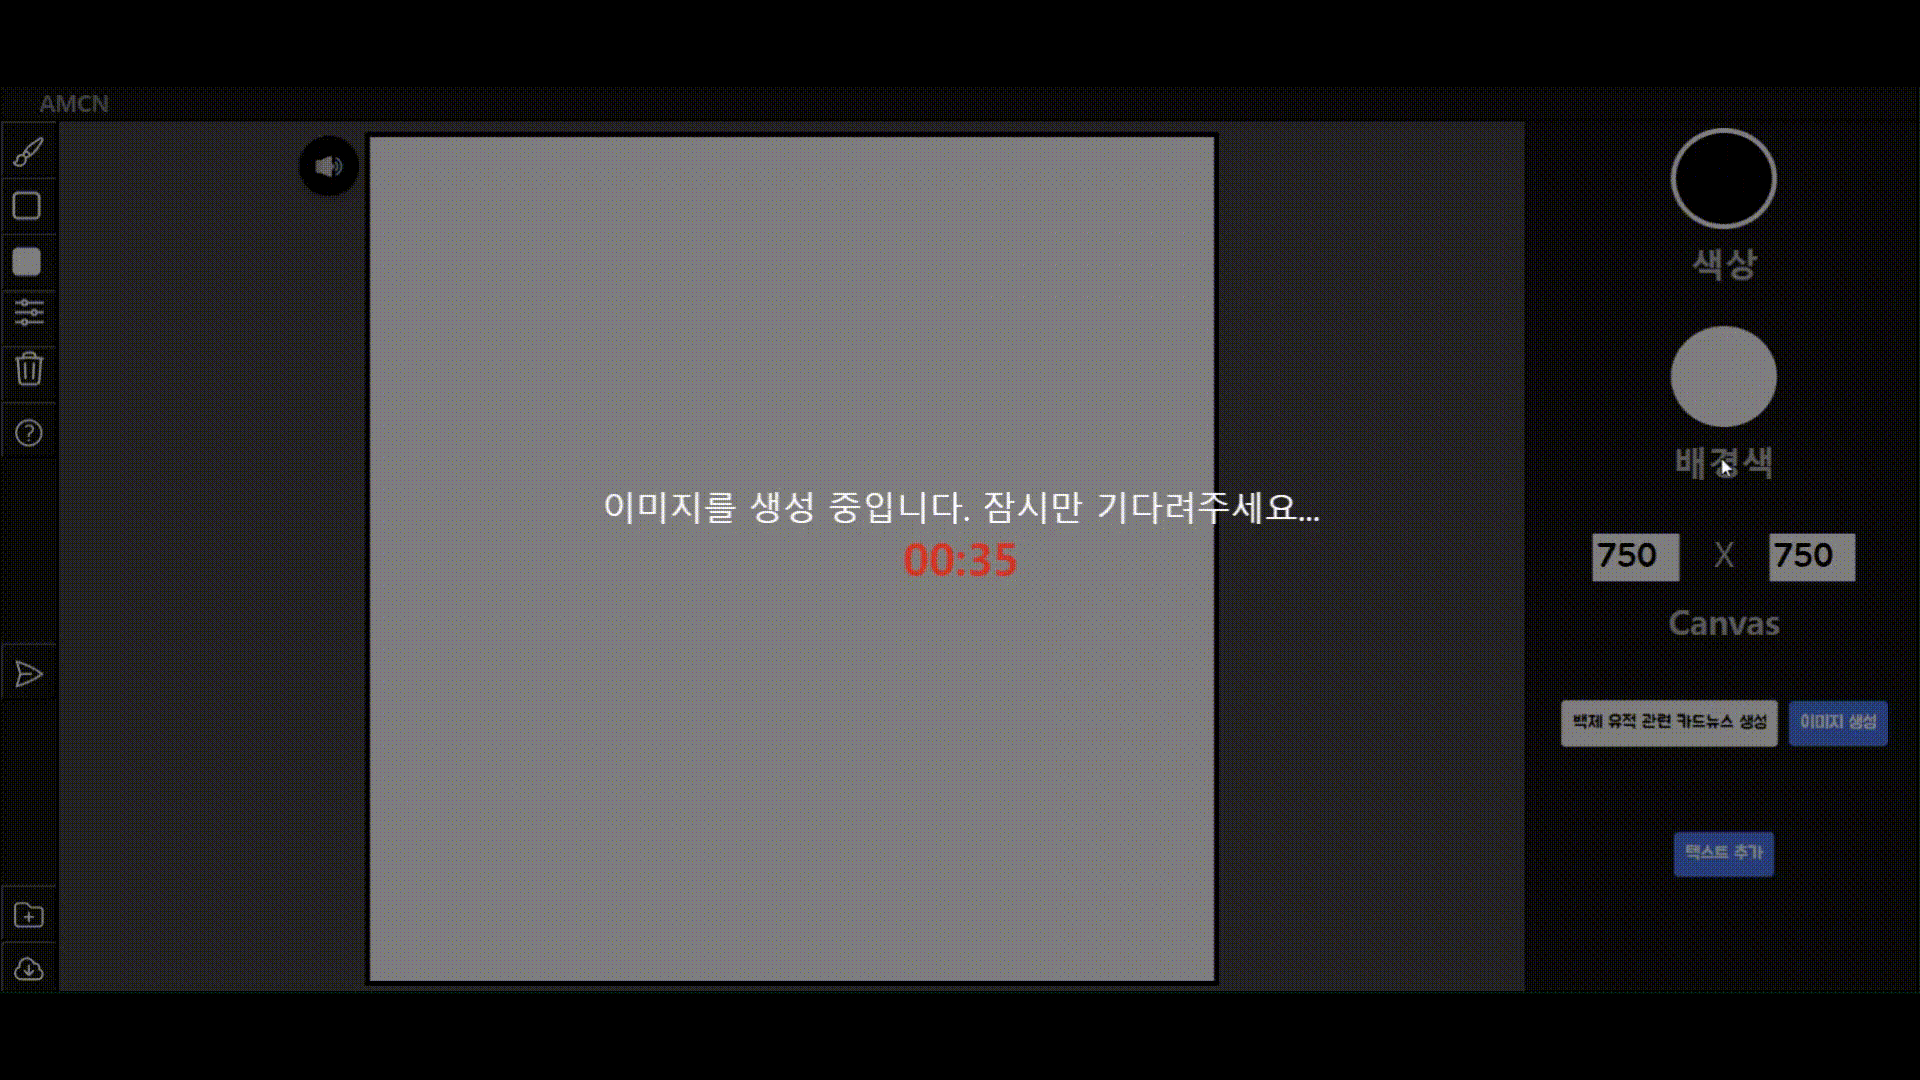 AMCN
색상
배경색
이미지를 생성 중입니다. 잠시만 기다려주세요...
00:35
750 X 750
Canvas
백제 유적 관련 카드뉴스 생성 이미지 생성
텍스트 추가